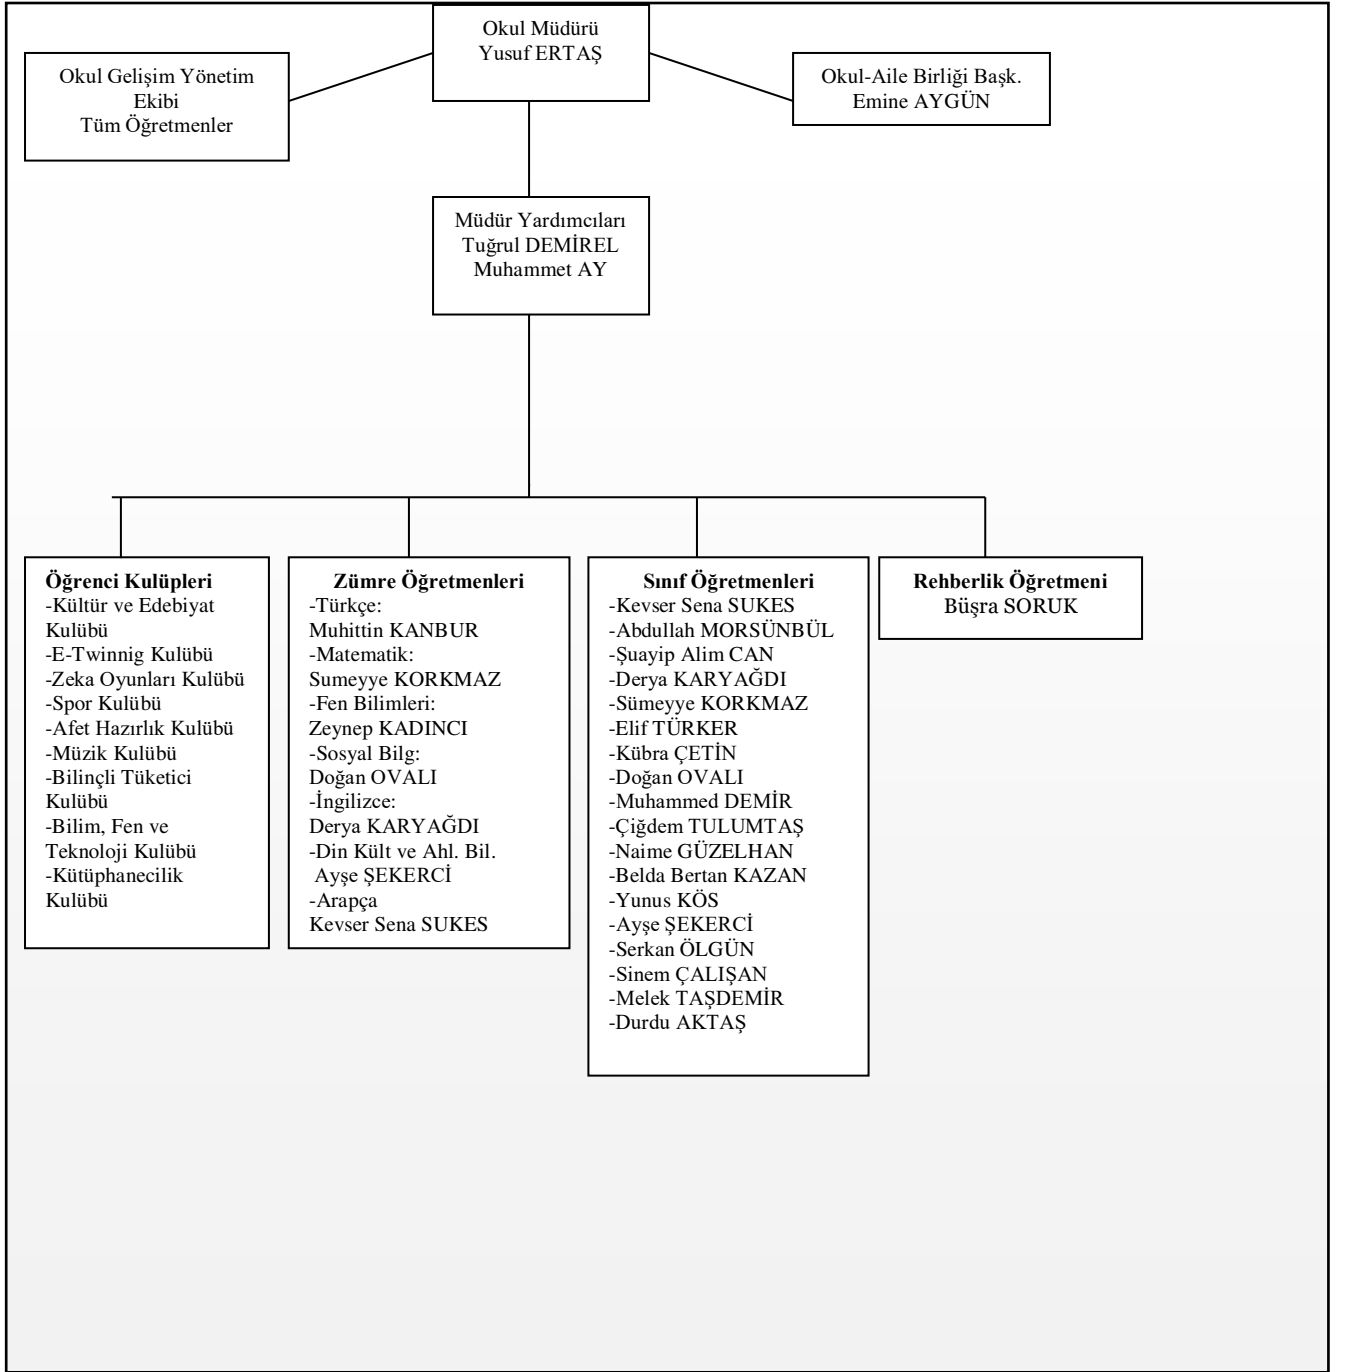 Okul Müdürü
Yusuf ERTAŞ
Okul Gelişim Yönetim
Ekibi
Tüm Öğretmenler
Okul-Aile Birliği Başk.
Emine AYGÜN
Müdür Yardımcıları
Tuğrul DEMİREL
Muhammet AY
Öğrenci Kulüpleri
-Kültür ve Edebiyat
Kulübü
-E-Twinnig Kulübü
-Zeka Oyunları Kulübü
-Spor Kulübü
-Afet Hazırlık Kulübü
-Müzik Kulübü
-Bilinçli Tüketici
Kulübü
-Bilim, Fen ve
Teknoloji Kulübü
-Kütüphanecilik
Kulübü
Zümre Öğretmenleri
-Türkçe:
Muhittin KANBUR
-Matematik:
Sumeyye KORKMAZ
-Fen Bilimleri:
Zeynep KADINCI
-Sosyal Bilg:
Doğan OVALI
-İngilizce:
Derya KARYAĞDI
-Din Kült ve Ahl. Bil.
Ayşe ŞEKERCİ
-Arapça
Kevser Sena SUKES
Sınıf Öğretmenleri
-Kevser Sena SUKES
-Abdullah MORSÜNBÜL
-Şuayip Alim CAN
-Derya KARYAĞDI
-Sümeyye KORKMAZ
-Elif TÜRKER
-Kübra ÇETİN
-Doğan OVALI
-Muhammed DEMİR
-Çiğdem TULUMTAŞ
-Naime GÜZELHAN
-Belda Bertan KAZAN
-Yunus KÖS
-Ayşe ŞEKERCİ
-Serkan ÖLGÜN
-Sinem ÇALIŞAN
-Melek TAŞDEMİR
-Durdu AKTAŞ
Rehberlik Öğretmeni
Büşra SORUK